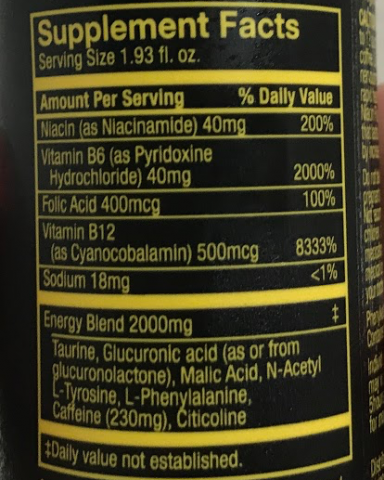 Supplement Facts
Serving Size 1.93 fl. oz.
Amount Per Serving % Daily Value
Niacin (as Niacinamide) 40mg 200%
Vitamin B6 (as Pyridoxine
Hydrochloride) 40mg 2000%
Folic Acid 400mcg 100%
Vitamin B12
(as Cyanocobalamin) 500mcg 8333%
Sodium 18mg <1%
Energy Blend 2000mg ‡
Taurine, Glucuronic acid (as or from
glucuronolactone), Malic Acid, N-Acetyl
L-Tyrosine, L-Phenylalanine,
Caffeine (230mg), Citicoline
‡Daily value not established.